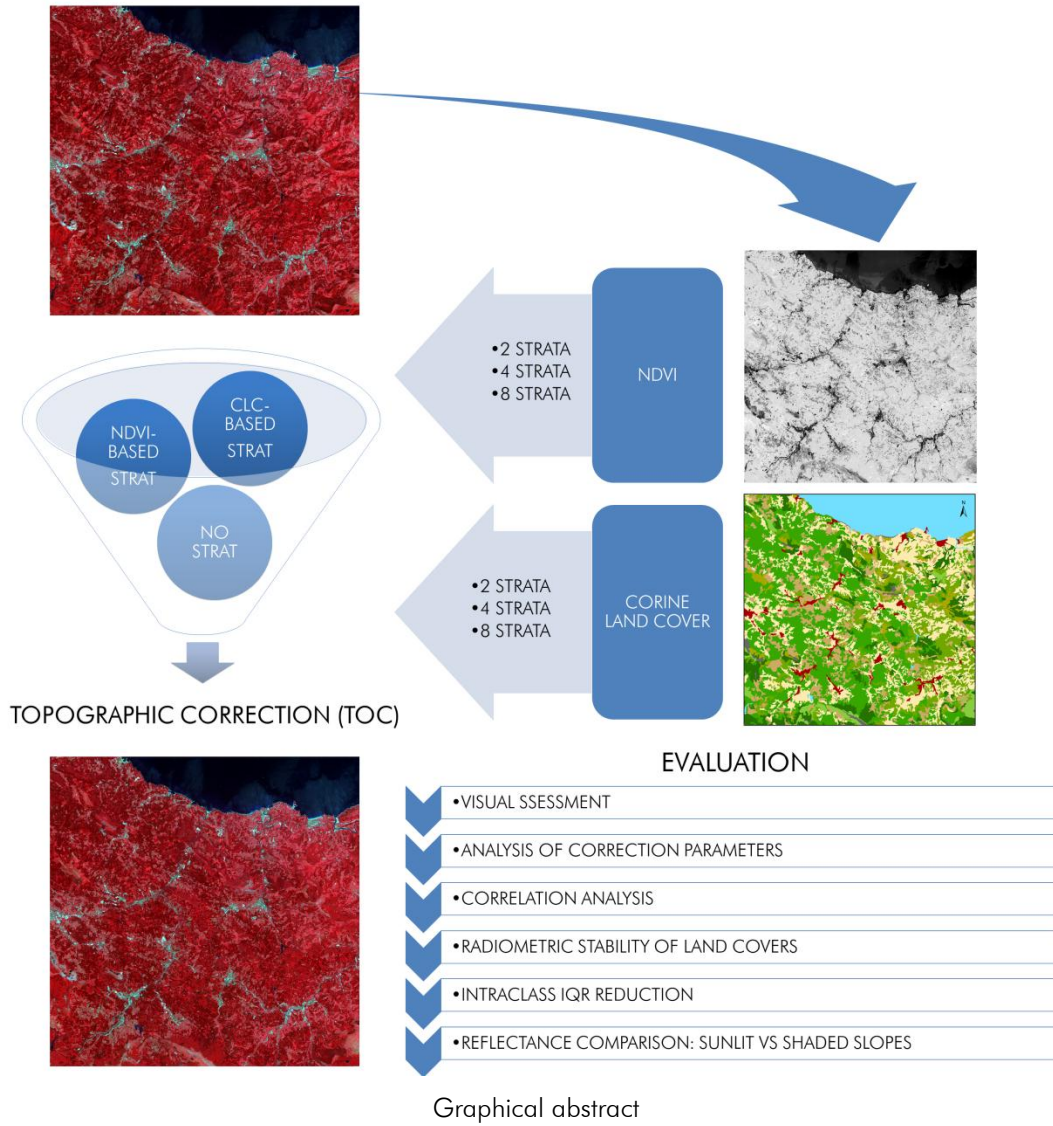 •2 STRATA
•4 STRATA
•8 STRATA
NDVI
CLC-
BASED
STRAT
NDVI-
BASED
STRAT
NO
STRAT
•2 STRATA
•4 STRATA
•8 STRATA
CORINE
LAND COVER
N
TOPOGRAPHIC CORRECTION (TOC)
EVALUATION
•VISUAL SSESSMENT
•ANALYSIS OF CORRECTION PARAMETERS
•CORRELATION ANALYSIS
•RADIOMETRIC STABILITY OF LAND COVERS
•INTRACLASS IQR REDUCTION
•REFLECTANCE COMPARISON: SUNLIT VS SHADED SLOPES
Graphical abstract